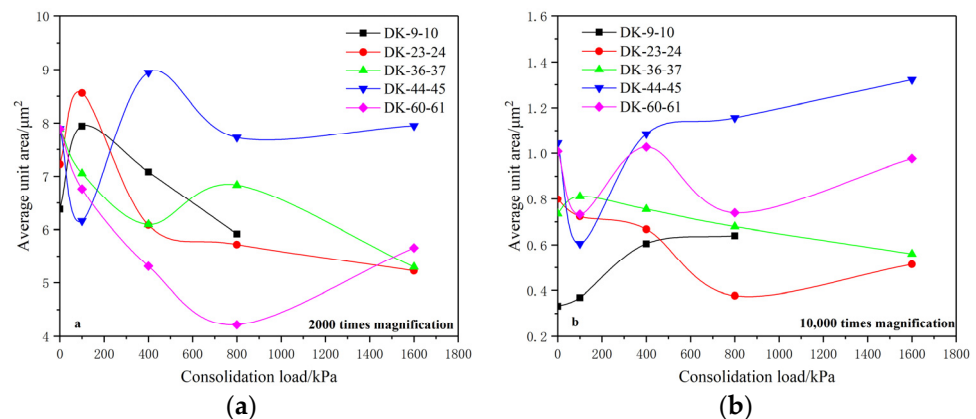 10
9
8
7
6
5
4
Average unit area/μm²
DK-9-10
DK-23-24
DK-36-37
DK-44-45
DK-60-61
a
2000 times magnification
0 200 400 600 800 1000 1200 1400 1600 1800
Consolidation load/kPa
(a)
1.6
1.4
1.2
1.0
0.8
0.6
0.4
0.2
Average unit area/μm²
DK-9-10
DK-23-24
DK-36-37
DK-44-45
DK-60-61
b
10,000 times magnification
0 200 400 600 800 1000 1200 1400 1600 1800
Consolidation load/kPa
(b)